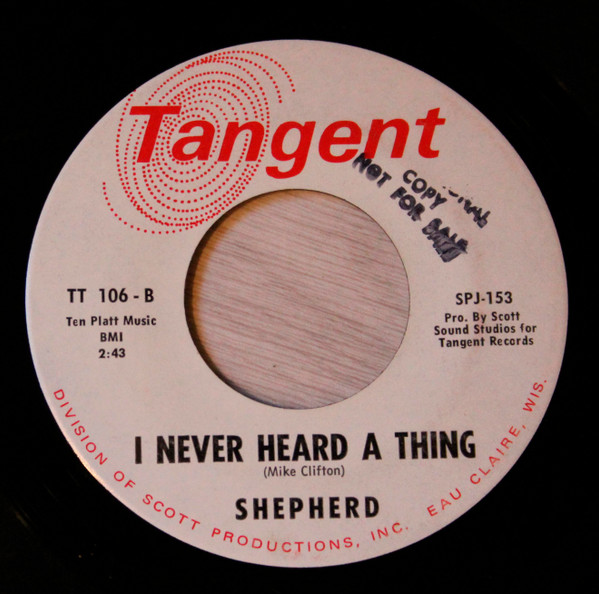 Tangent
COPY
NOT FOR SALE
TT 106 - B
Ten Platt Music
BMI
2:43
SPJ-153
Pro. By Scott
Sound Studios for
Tangent Records
I NEVER HEARD A THING
(Mike Clifton)
SHEPHERD
DIVISION OF SCOTT PRODUCTIONS, INC. EAU CLAIRE, WIS.